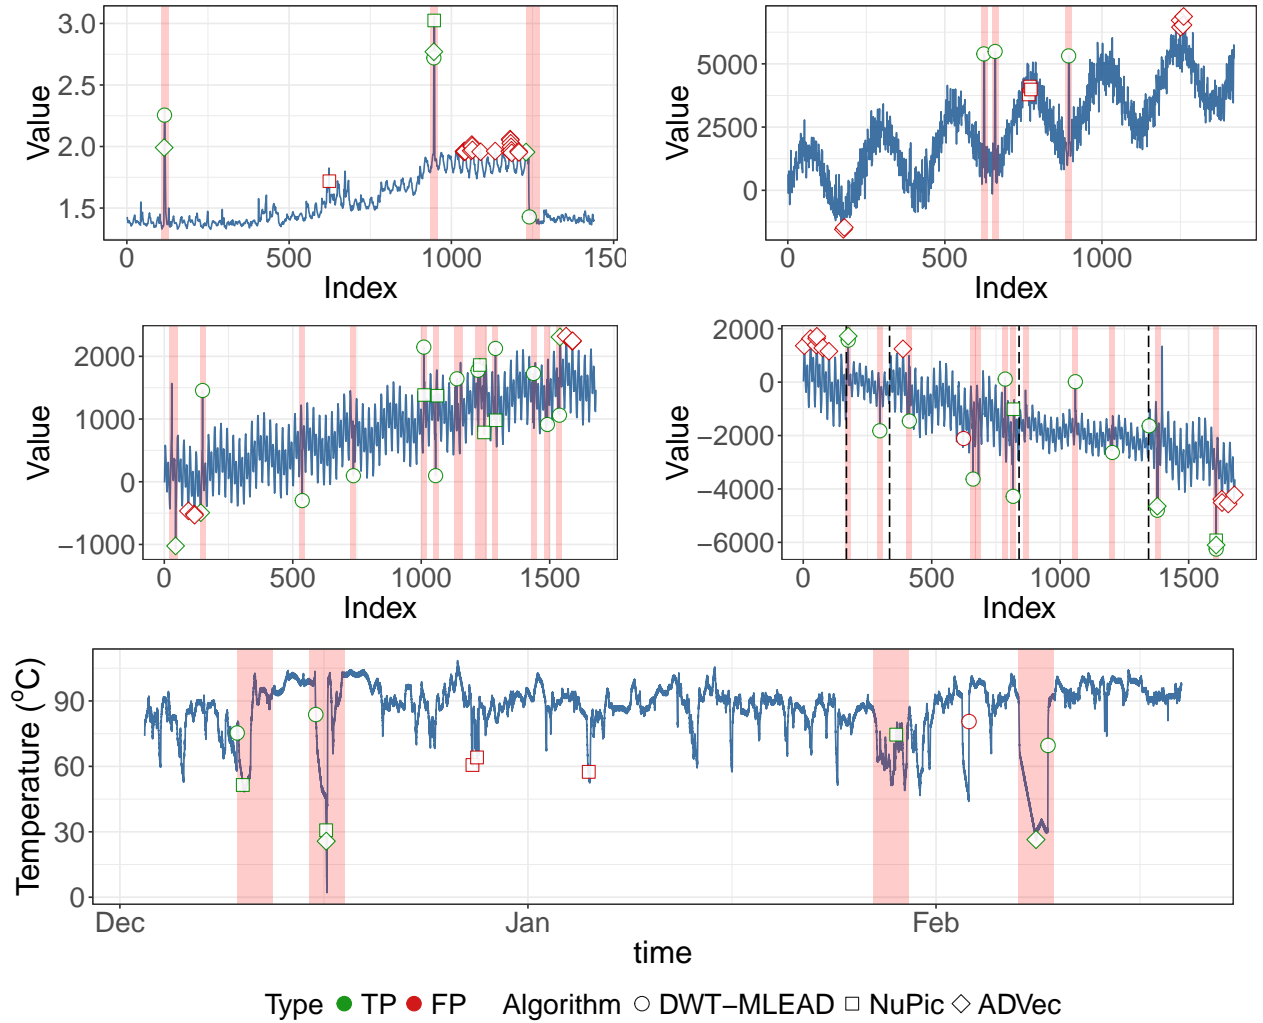 3.0
2.5
2.0
1.5
Value
0 500 1000 150
Index
5000
2500
0
Value
0 500 1000
Index
2000
1000
0
−1000
Value
0 500 1000 1500
Index
2000
0
−2000
−4000
−6000
Value
0 500 1000 1500
Index
90
60
30
0
Temperature (°C)
Dec Jan Feb
time
Type TP FP Algorithm DWT−MLEAD NuPic ADVec